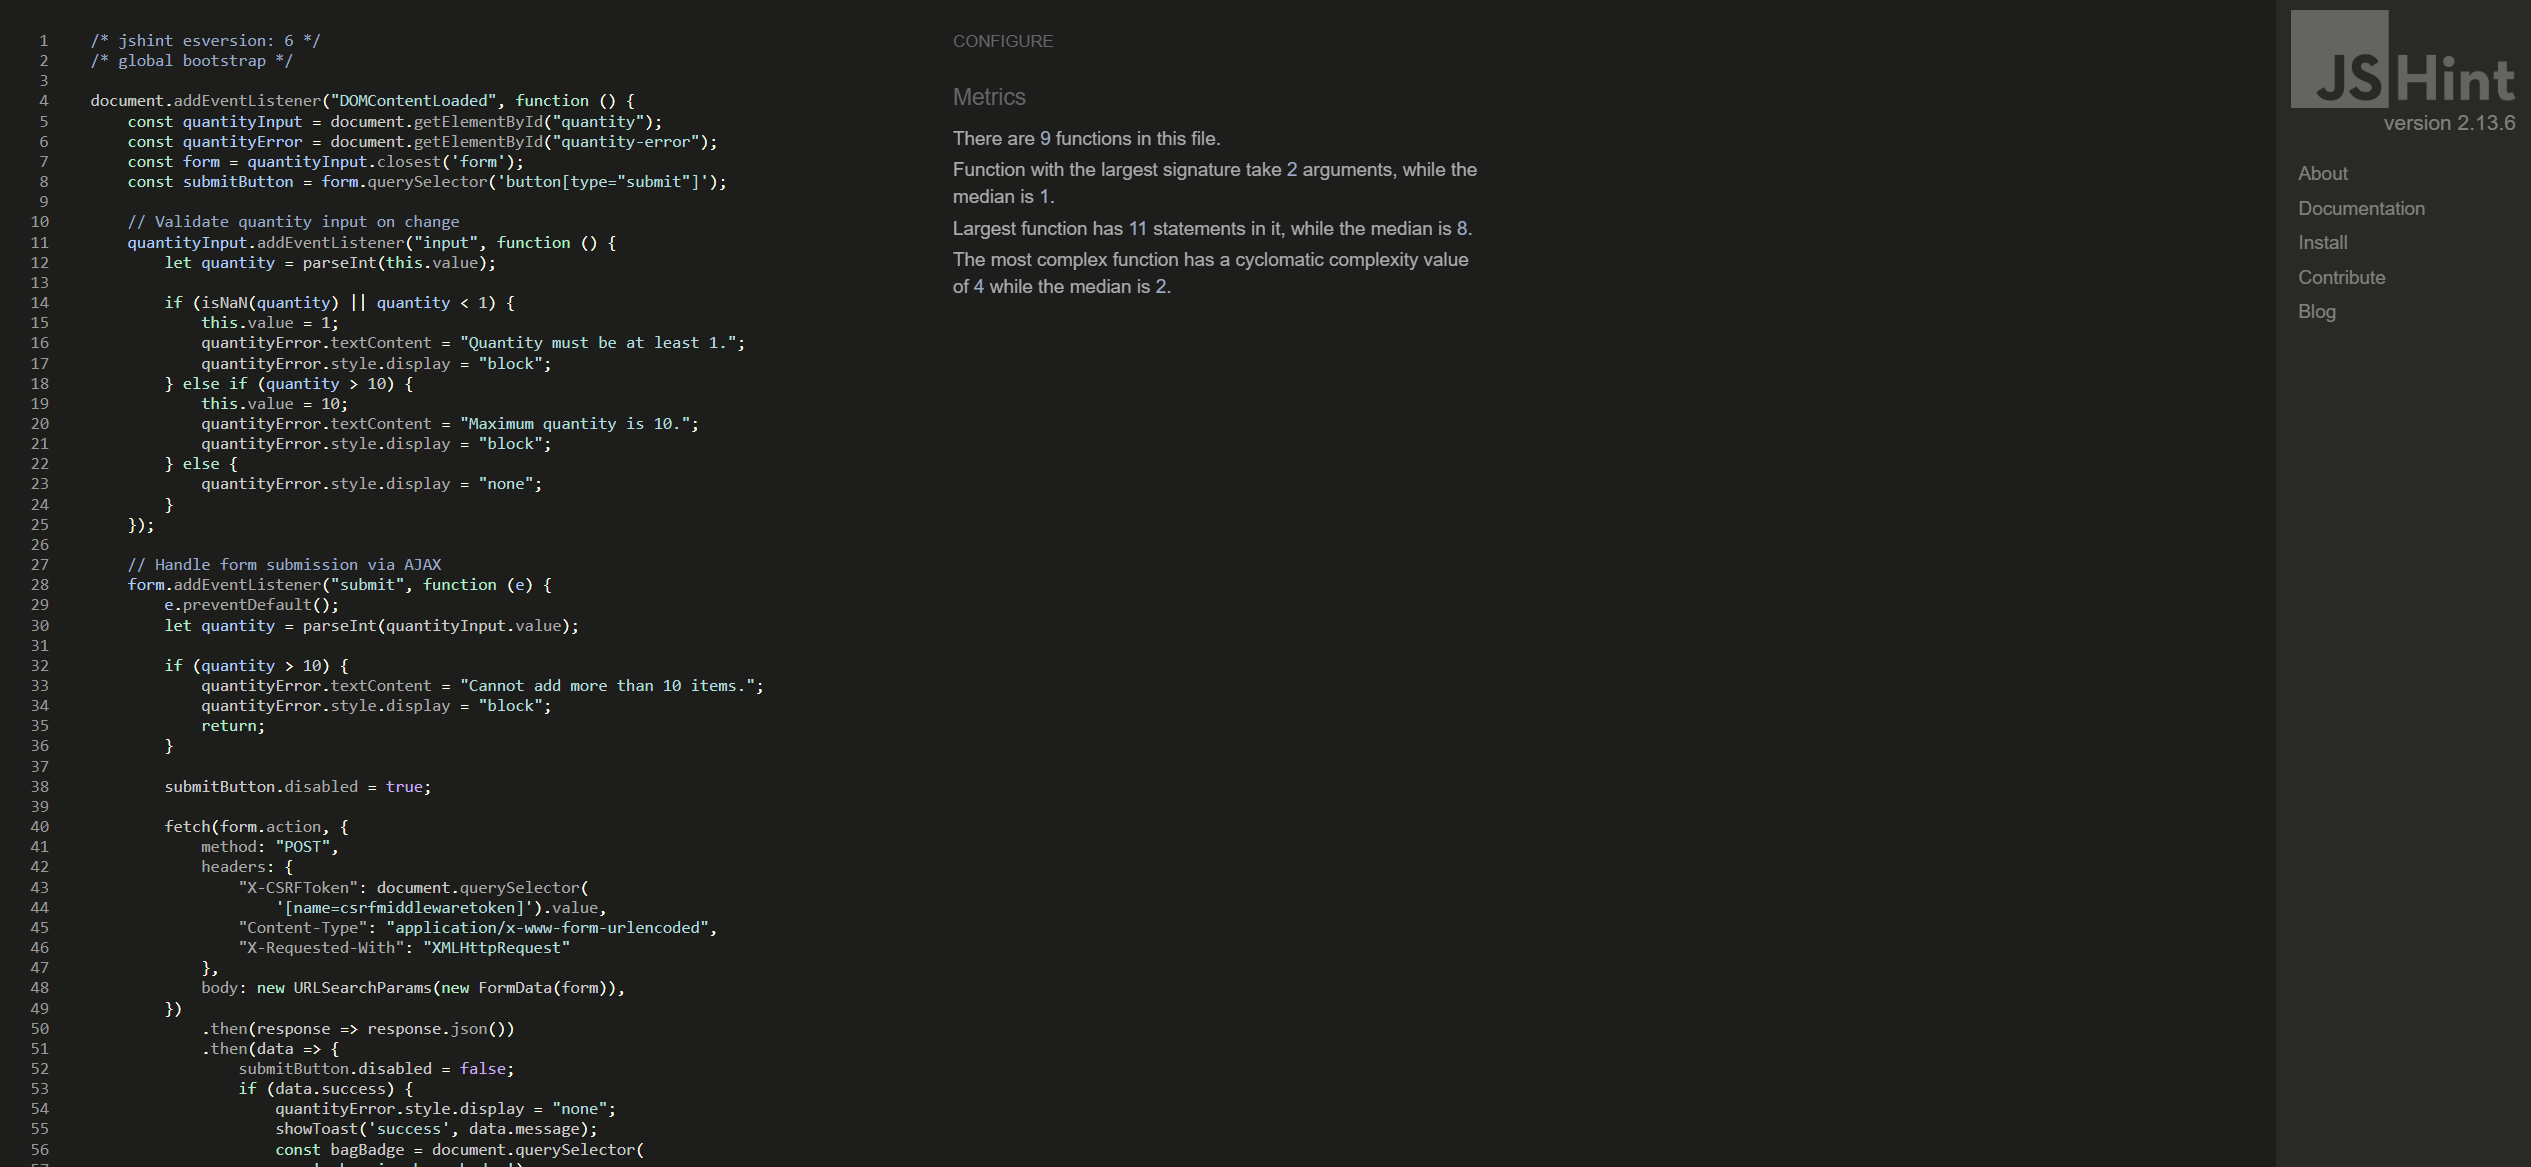 1 /* jshint esversion: 6 */
2 /* global bootstrap */
3
4 document.addEventListener("DOMContentLoaded", function () {
5 const quantityInput = document.getElementById("quantity");
6 const quantityError = document.getElementById("quantity-error");
7 const form = quantityInput.closest('form');
8 const submitButton = form.querySelector('button[type="submit"]');
9
10 // Validate quantity input on change
11 quantityInput.addEventListener("input", function () {
12 let quantity = parseInt(this.value);
13
14 if (isNaN(quantity) || quantity < 1) {
15 this.value = 1;
16 quantityError.textContent = "Quantity must be at least 1.";
17 quantityError.style.display = "block";
18 } else if (quantity > 10) {
19 this.value = 10;
20 quantityError.textContent = "Maximum quantity is 10.";
21 quantityError.style.display = "block";
22 } else {
23 quantityError.style.display = "none";
24 }
25 });
26
27 // Handle form submission via AJAX
28 form.addEventListener("submit", function (e) {
29 e.preventDefault();
30 let quantity = parseInt(quantityInput.value);
31
32 if (quantity > 10) {
33 quantityError.textContent = "Cannot add more than 10 items.";
34 quantityError.style.display = "block";
35 return;
36 }
37
38 submitButton.disabled = true;
39
40 fetch(form.action, {
41 method: "POST",
42 headers: {
43 "X-CSRFToken": document.querySelector(
44 '[name=csrfmiddlewaretoken]').value,
45 "Content-Type": "application/x-www-form-urlencoded",
46 "X-Requested-With": "XMLHttpRequest"
47 },
48 body: new URLSearchParams(new FormData(form)),
49 })
50 .then(response => response.json())
51 .then(data => {
52 submitButton.disabled = false;
53 if (data.success) {
54 quantityError.style.display = "none";
55 showToast('success', data.message);
56 const bagBadge = document.querySelector(
CONFIGURE
Metrics
There are 9 functions in this file.
Function with the largest signature take 2 arguments, while the
median is 1.
Largest function has 11 statements in it, while the median is 8.
The most complex function has a cyclomatic complexity value
of 4 while the median is 2.
JSHint
version 2.13.6
About
Documentation
Install
Contribute
Blog